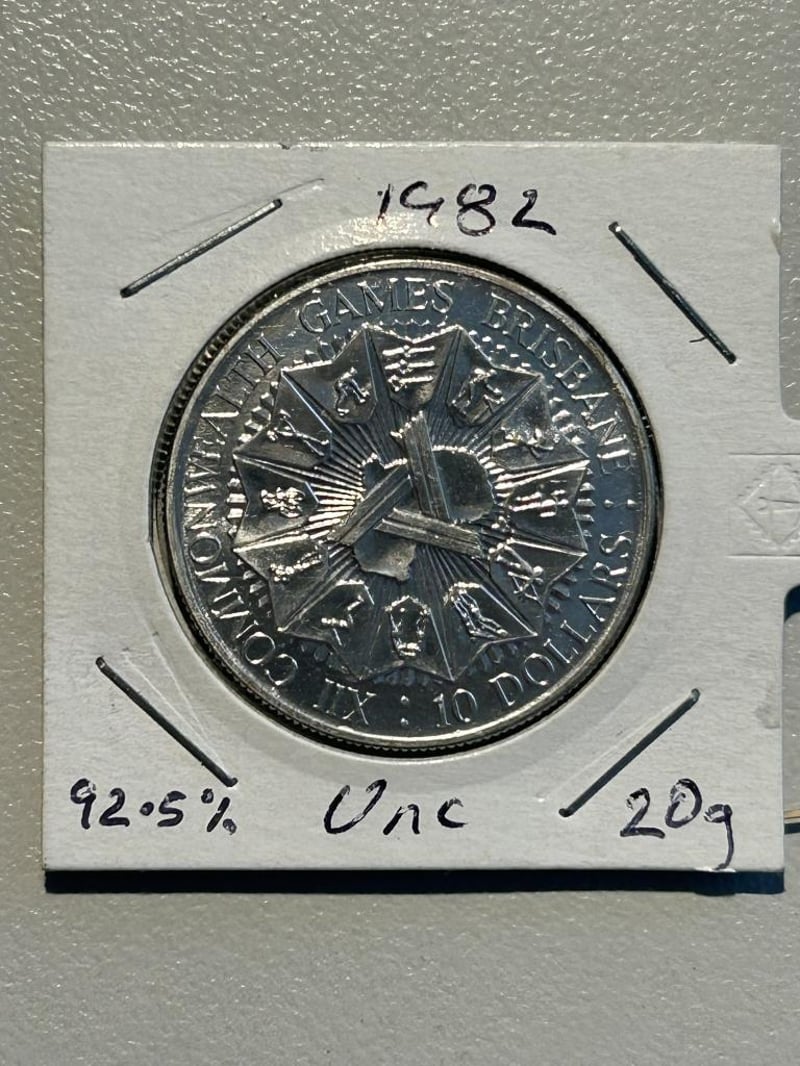 1982
XII COMMONWEALTH GAMES BRISBANE : 10 DOLLARS :
92.5% Unc 20g